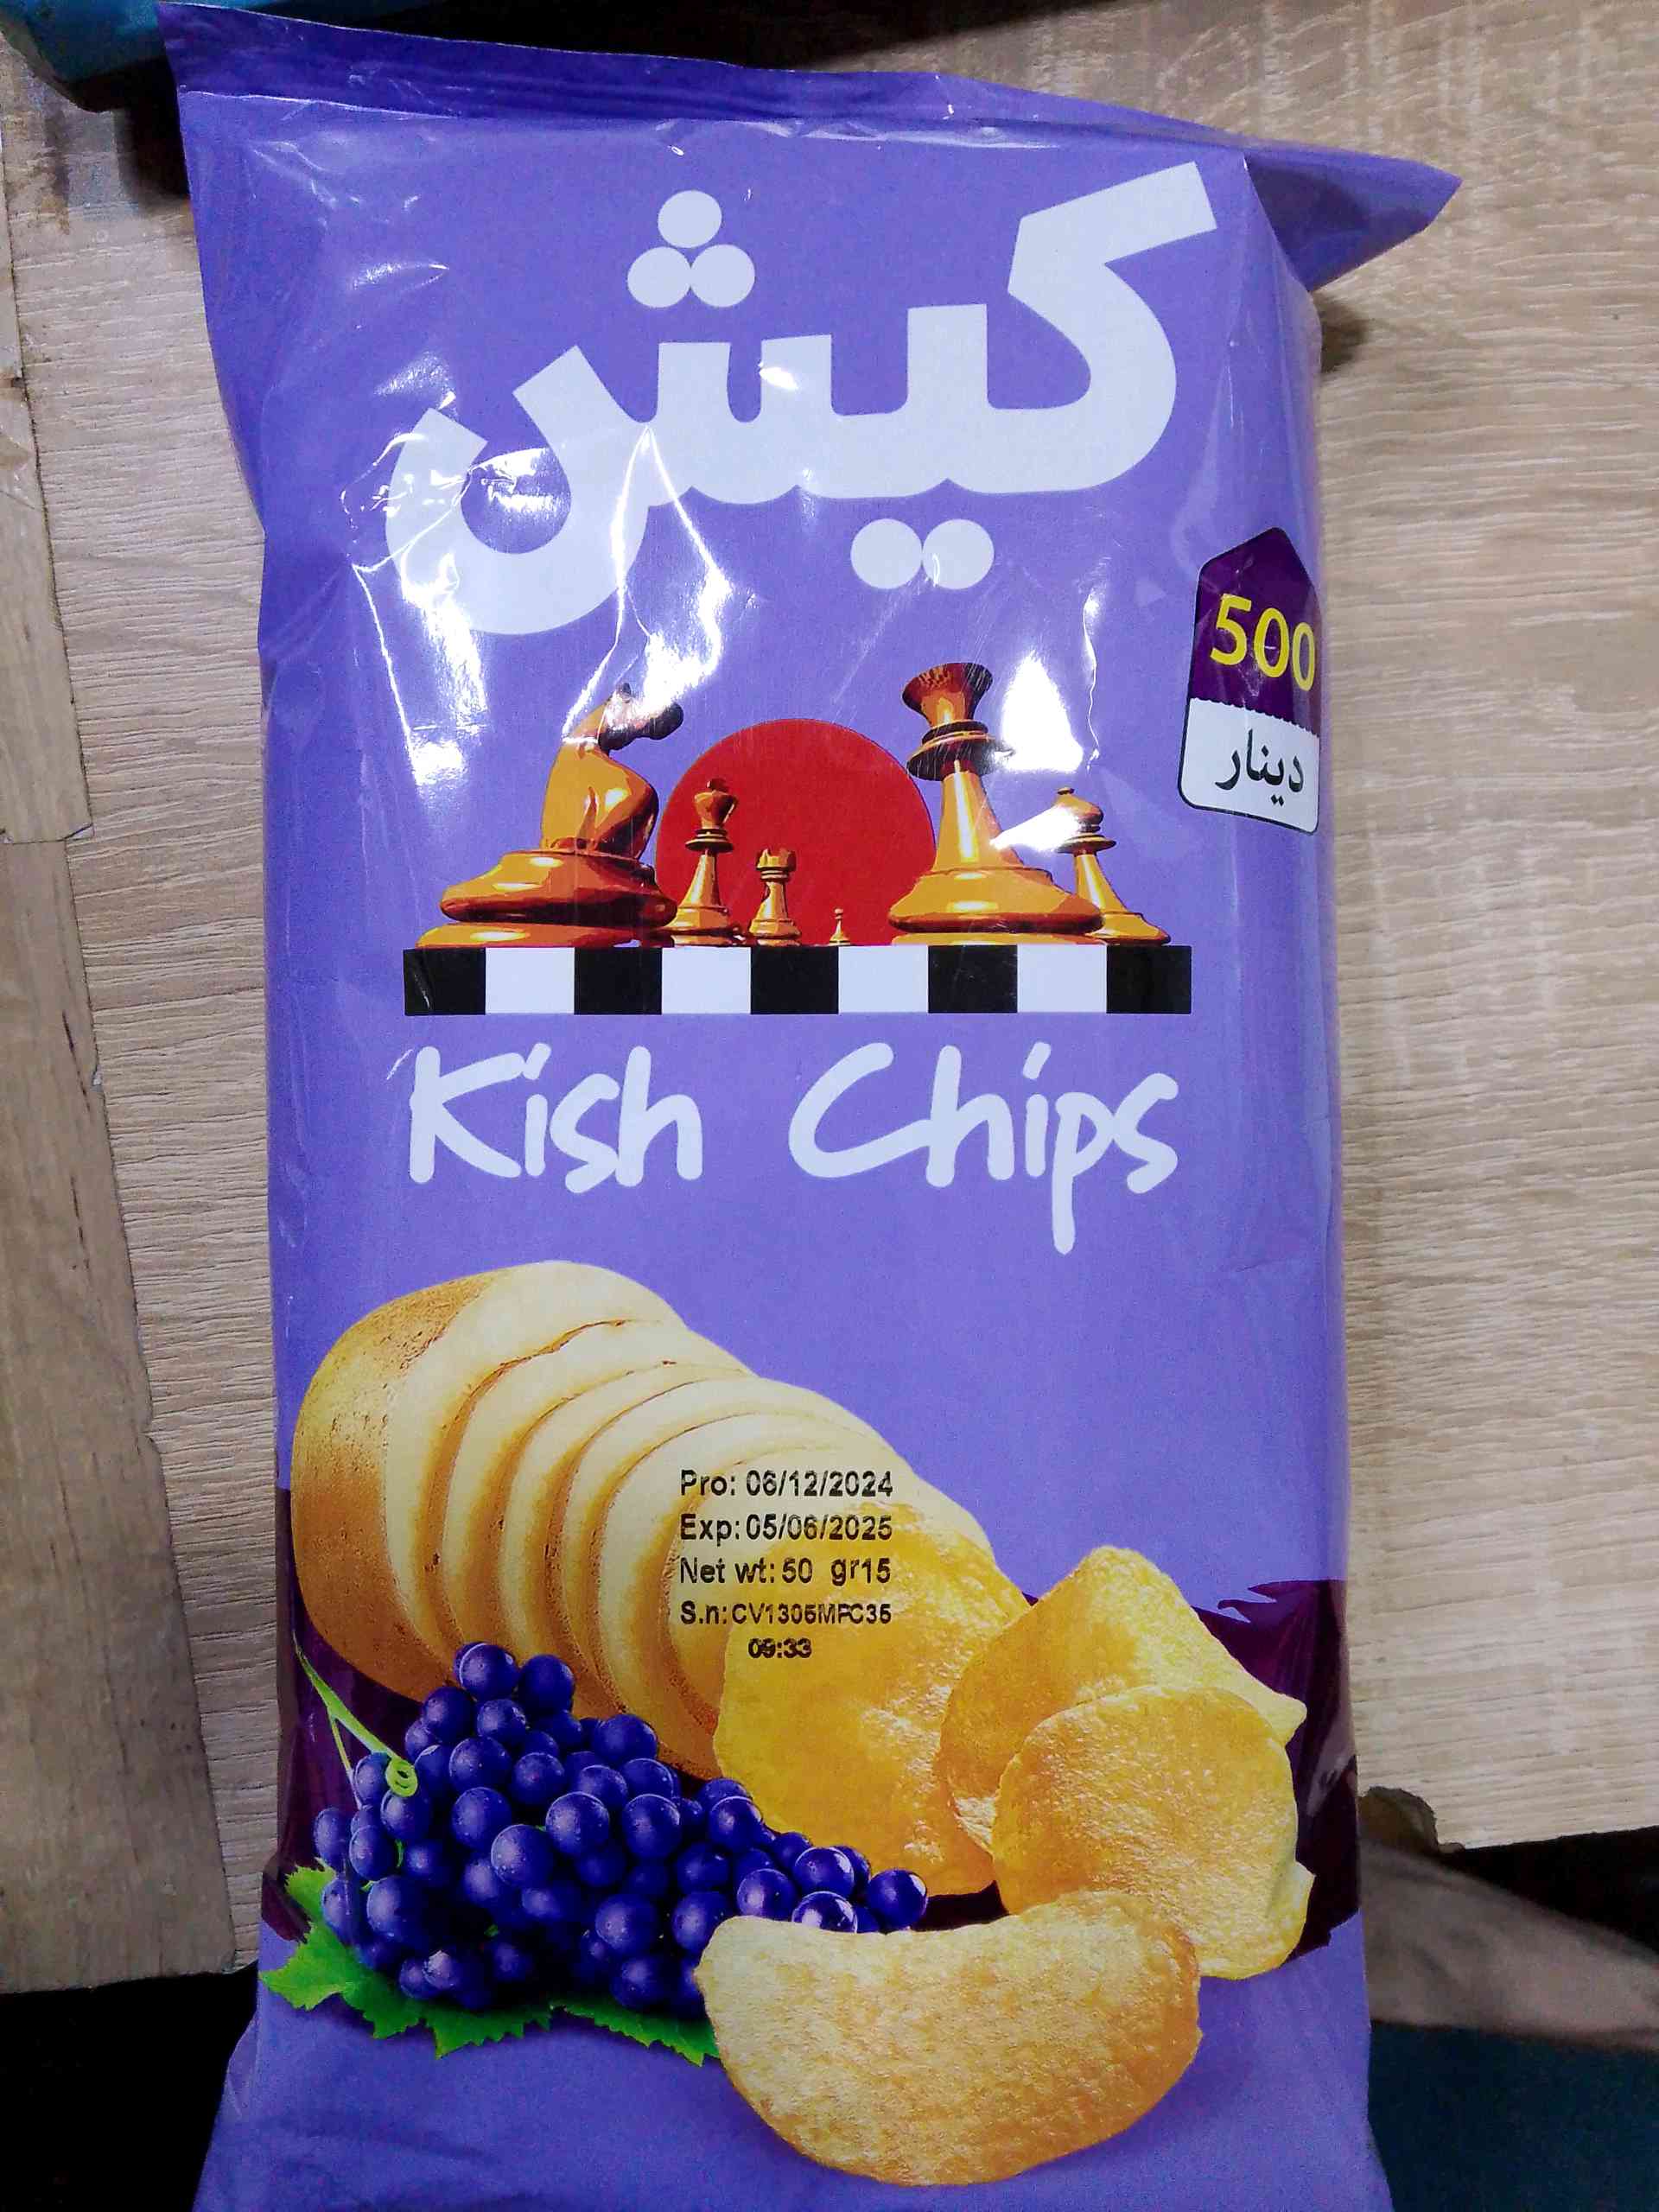 كيش
500
دينار
Kish Chips
Pro: 06/12/2024
Exp: 05/06/2025
Net wt: 50 gr15
S.n: CV1305MPC35
09:33